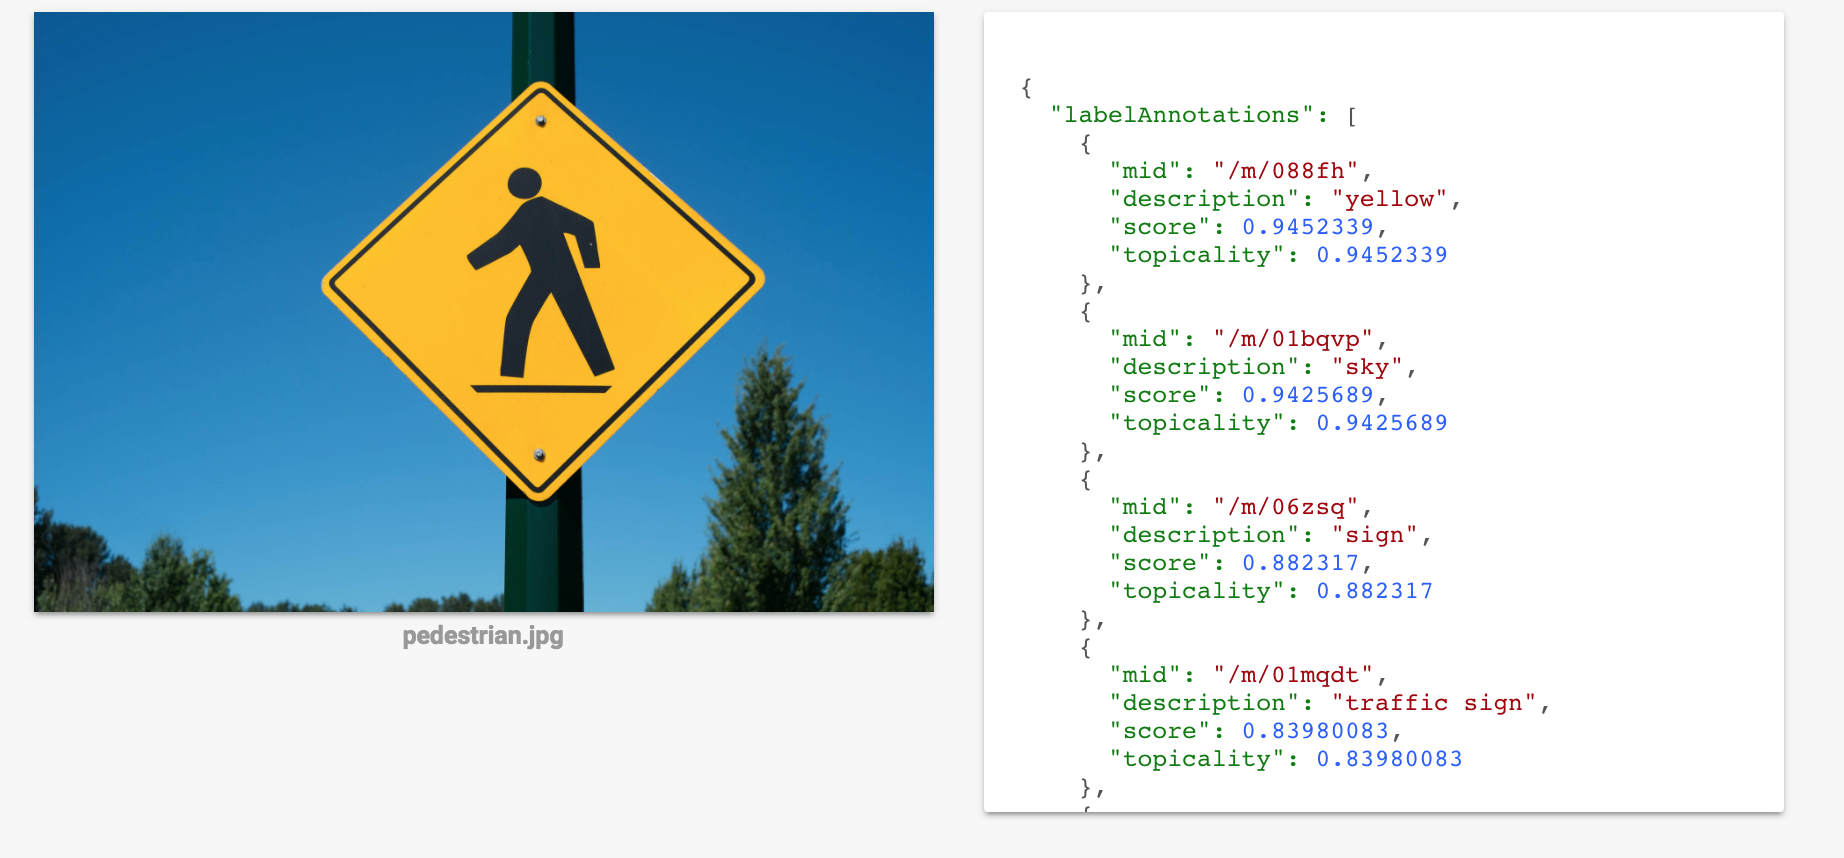 pedestrian.jpg
{
"labelAnnotations": [
{
"mid": "/m/088fh",
"description": "yellow",
"score": 0.9452339,
"topicality": 0.9452339
},
{
"mid": "/m/01bqvp",
"description": "sky",
"score": 0.9425689,
"topicality": 0.9425689
},
{
"mid": "/m/06zsq",
"description": "sign",
"score": 0.882317,
"topicality": 0.882317
},
{
"mid": "/m/01mqdt",
"description": "traffic sign",
"score": 0.83980083,
"topicality": 0.83980083
},
{